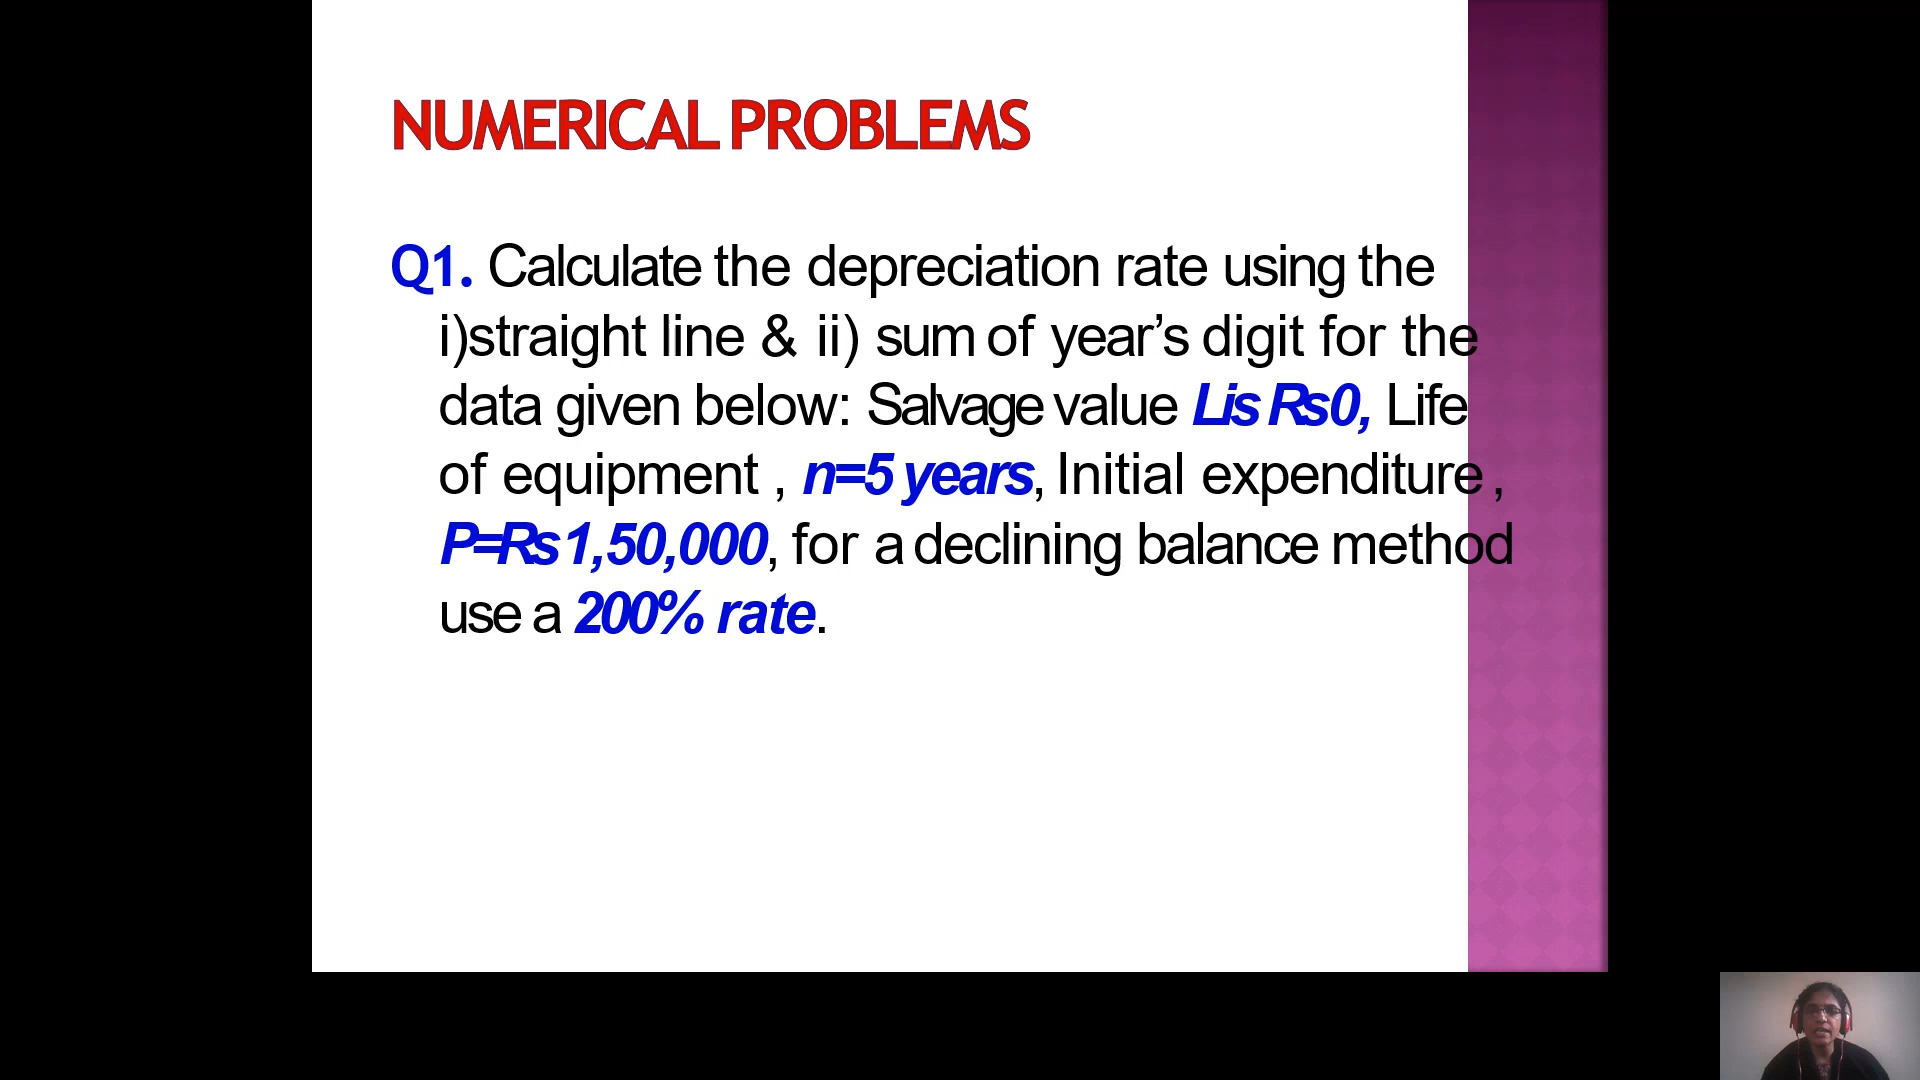 NUMERICAL PROBLEMS
Q1. Calculate the depreciation rate using the
i)straight line & ii) sum of year’s digit for the
data given below: Salvage value L is Rs 0, Life
of equipment , n=5 years, Initial expenditure ,
P=Rs 1,50,000, for a declining balance method
use a 200% rate.